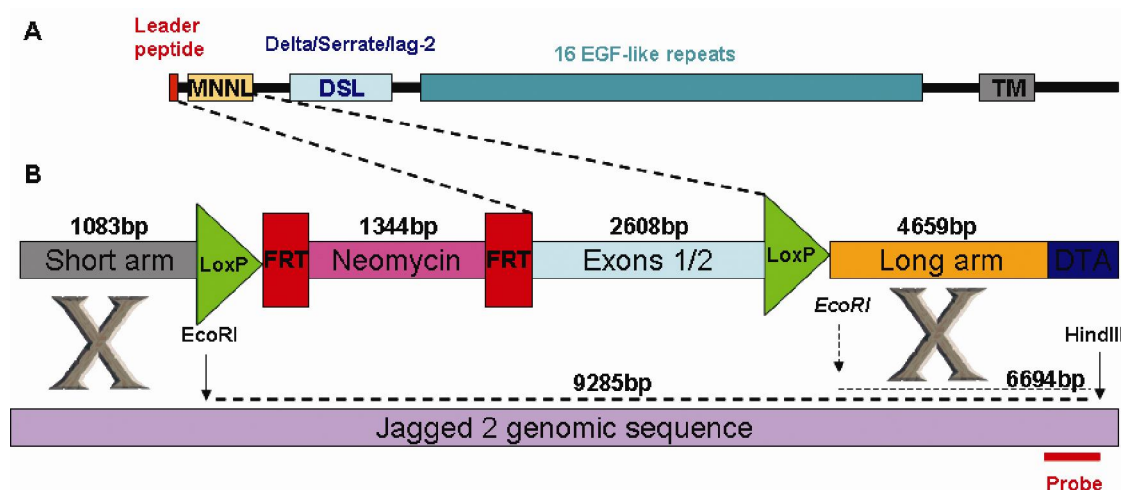 A
Leader
peptide
Delta/Serrate/lag-2
16 EGF-like repeats
MNNL
DSL
TM
B
1083bp
1344bp
2608bp
4659bp
Short arm
LoxP
FRT
Neomycin
FRT
Exons 1/2
LoxP
Long arm
DTA
X
EcoRI
EcoRI
X
HindIII
9285bp
6694bp
Jagged 2 genomic sequence
Probe